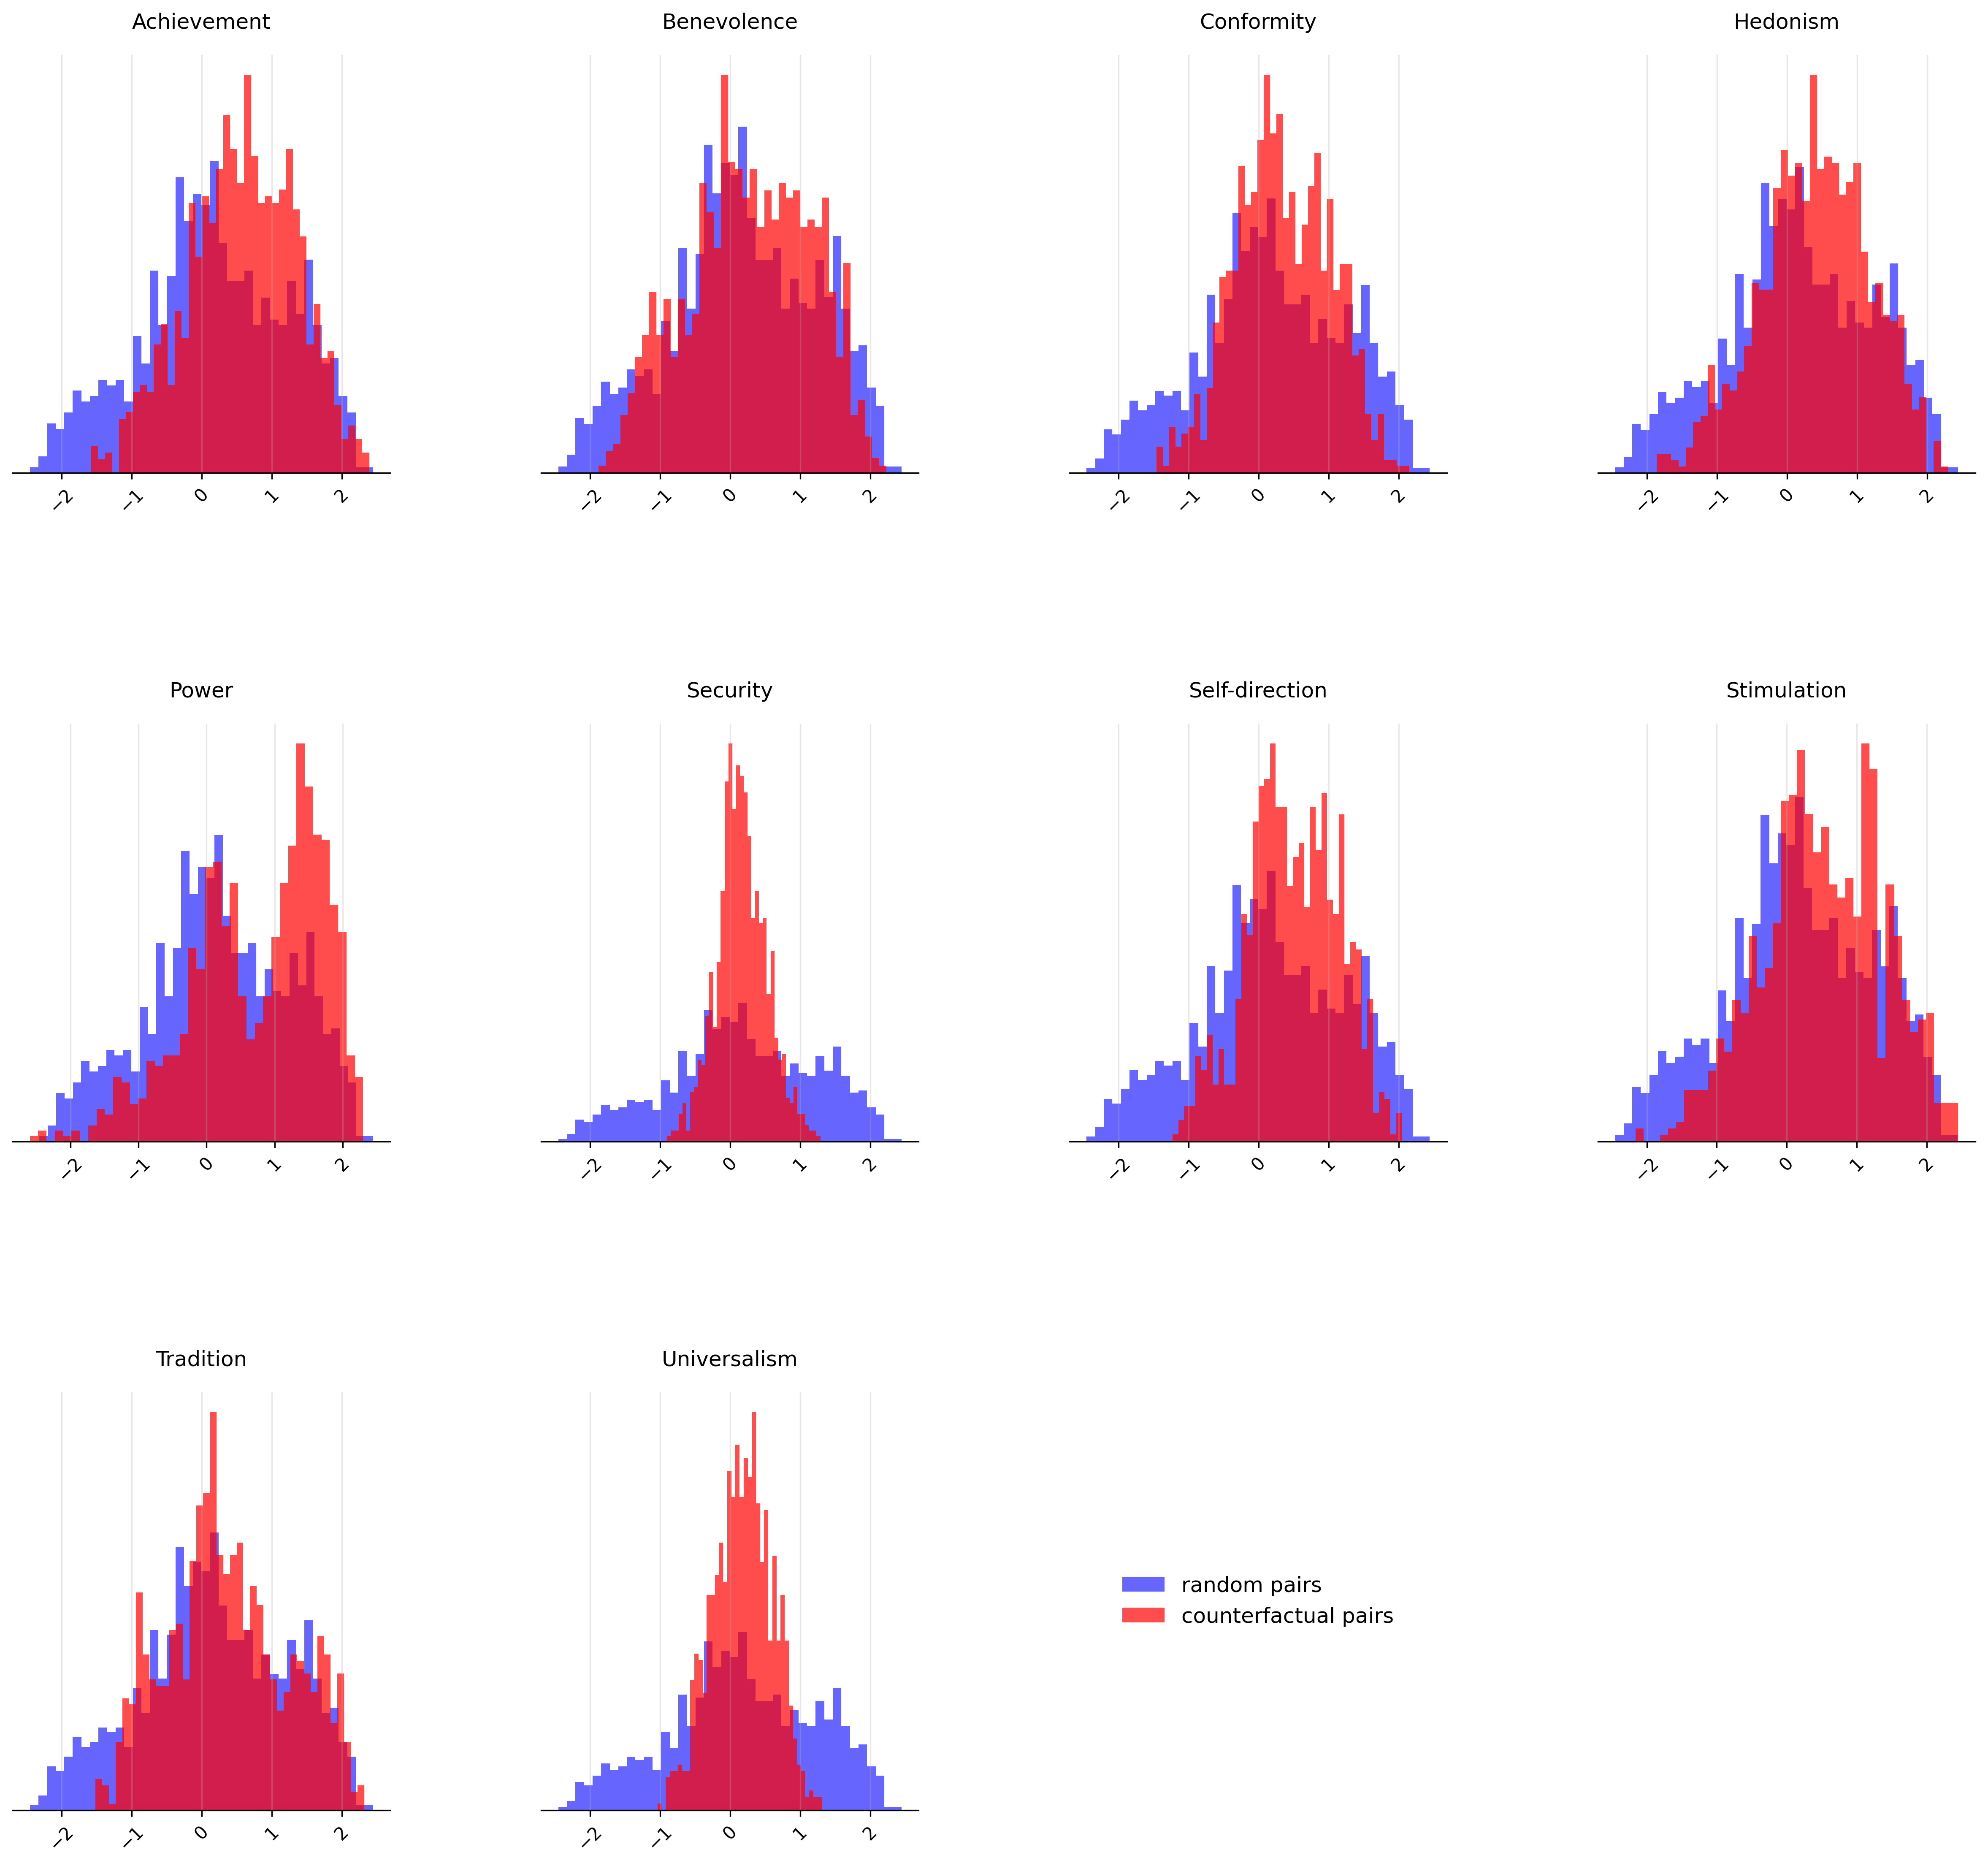 Achievement
Benevolence
Conformity
Hedonism
−2 −1 0 1 2
−2 −1 0 1 2
−2 −1 0 1 2
−2 −1 0 1 2
Power
Security
Self-direction
Stimulation
−2 −1 0 1 2
−2 −1 0 1 2
−2 −1 0 1 2
−2 −1 0 1 2
Tradition
Universalism
random pairs
counterfactual pairs
−2 −1 0 1 2
−2 −1 0 1 2